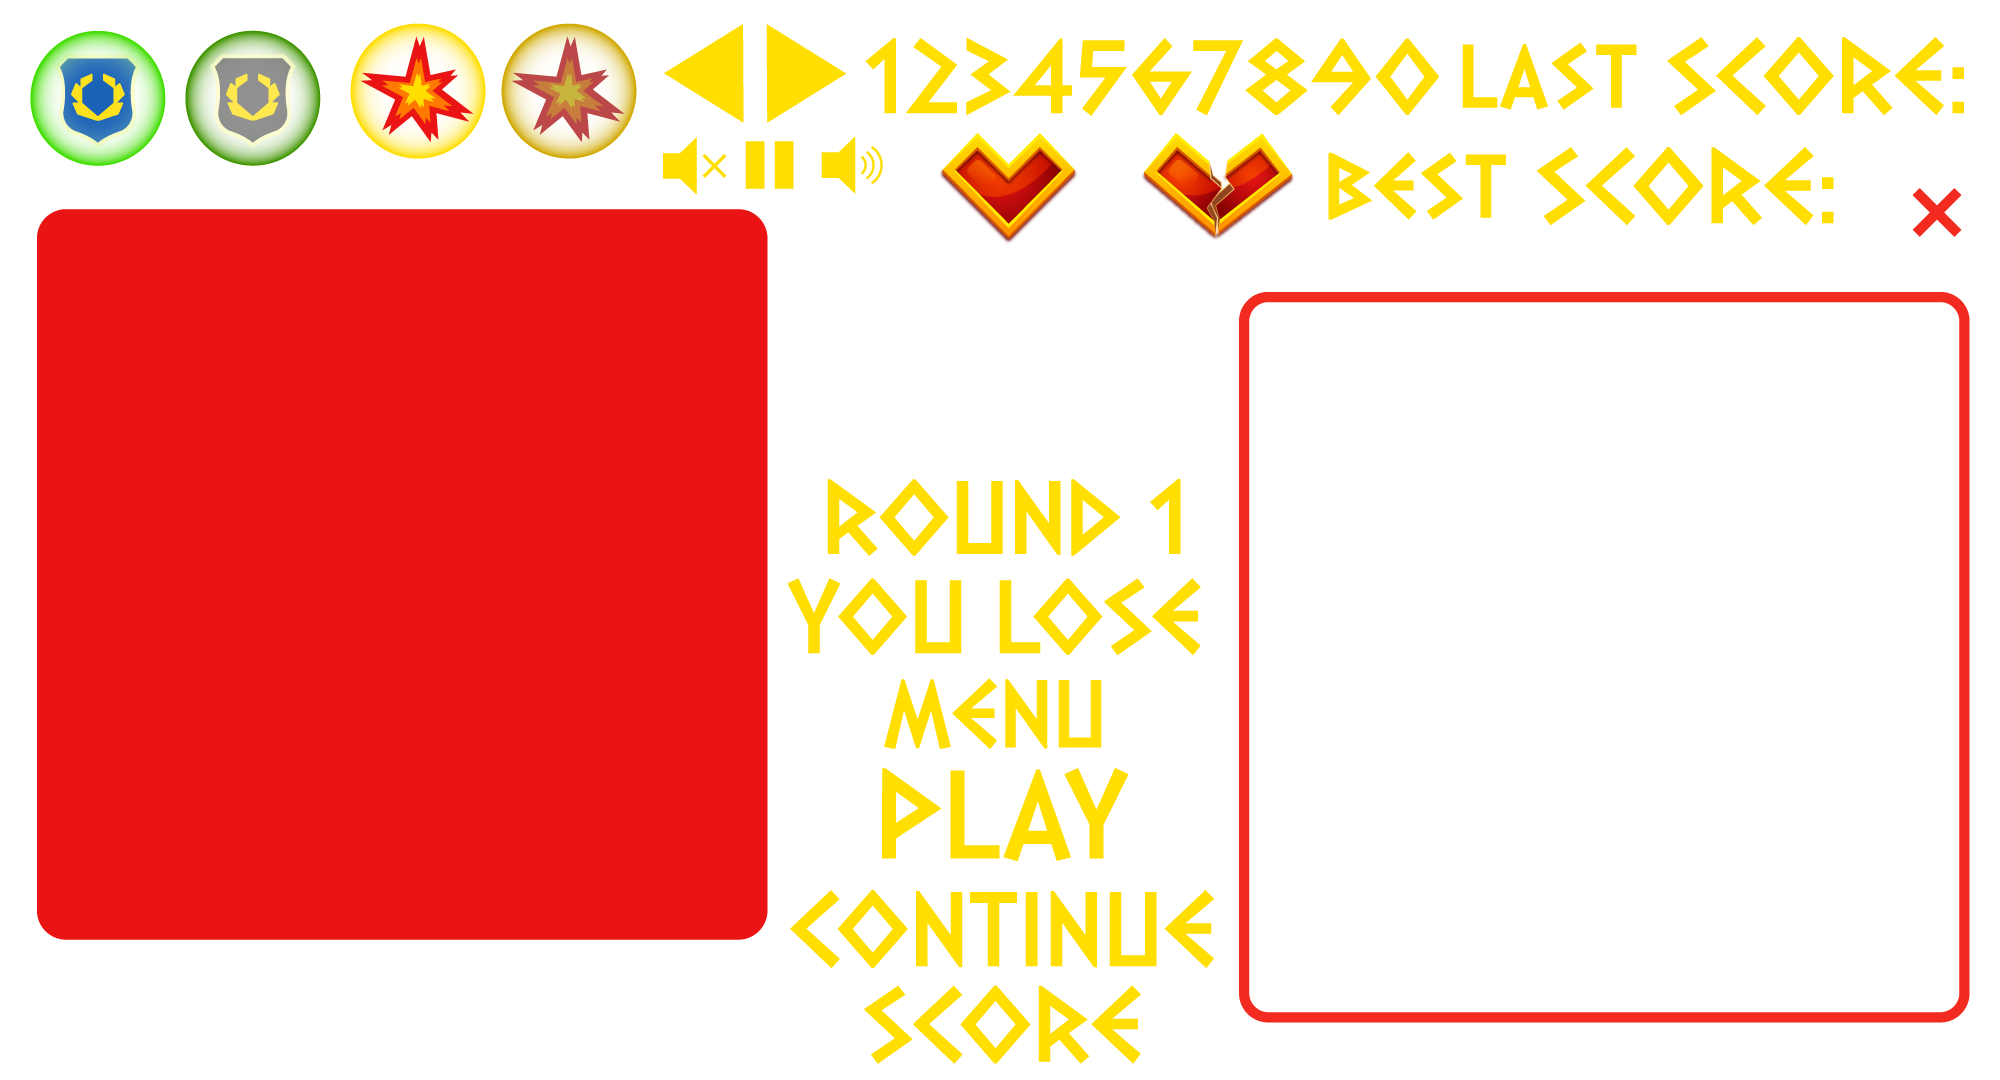 1234567890 LAST SCORE:
BEST SCORE:
ROUND 1
YOU LOSE
MENU
PLAY
CONTINUE
SCORE